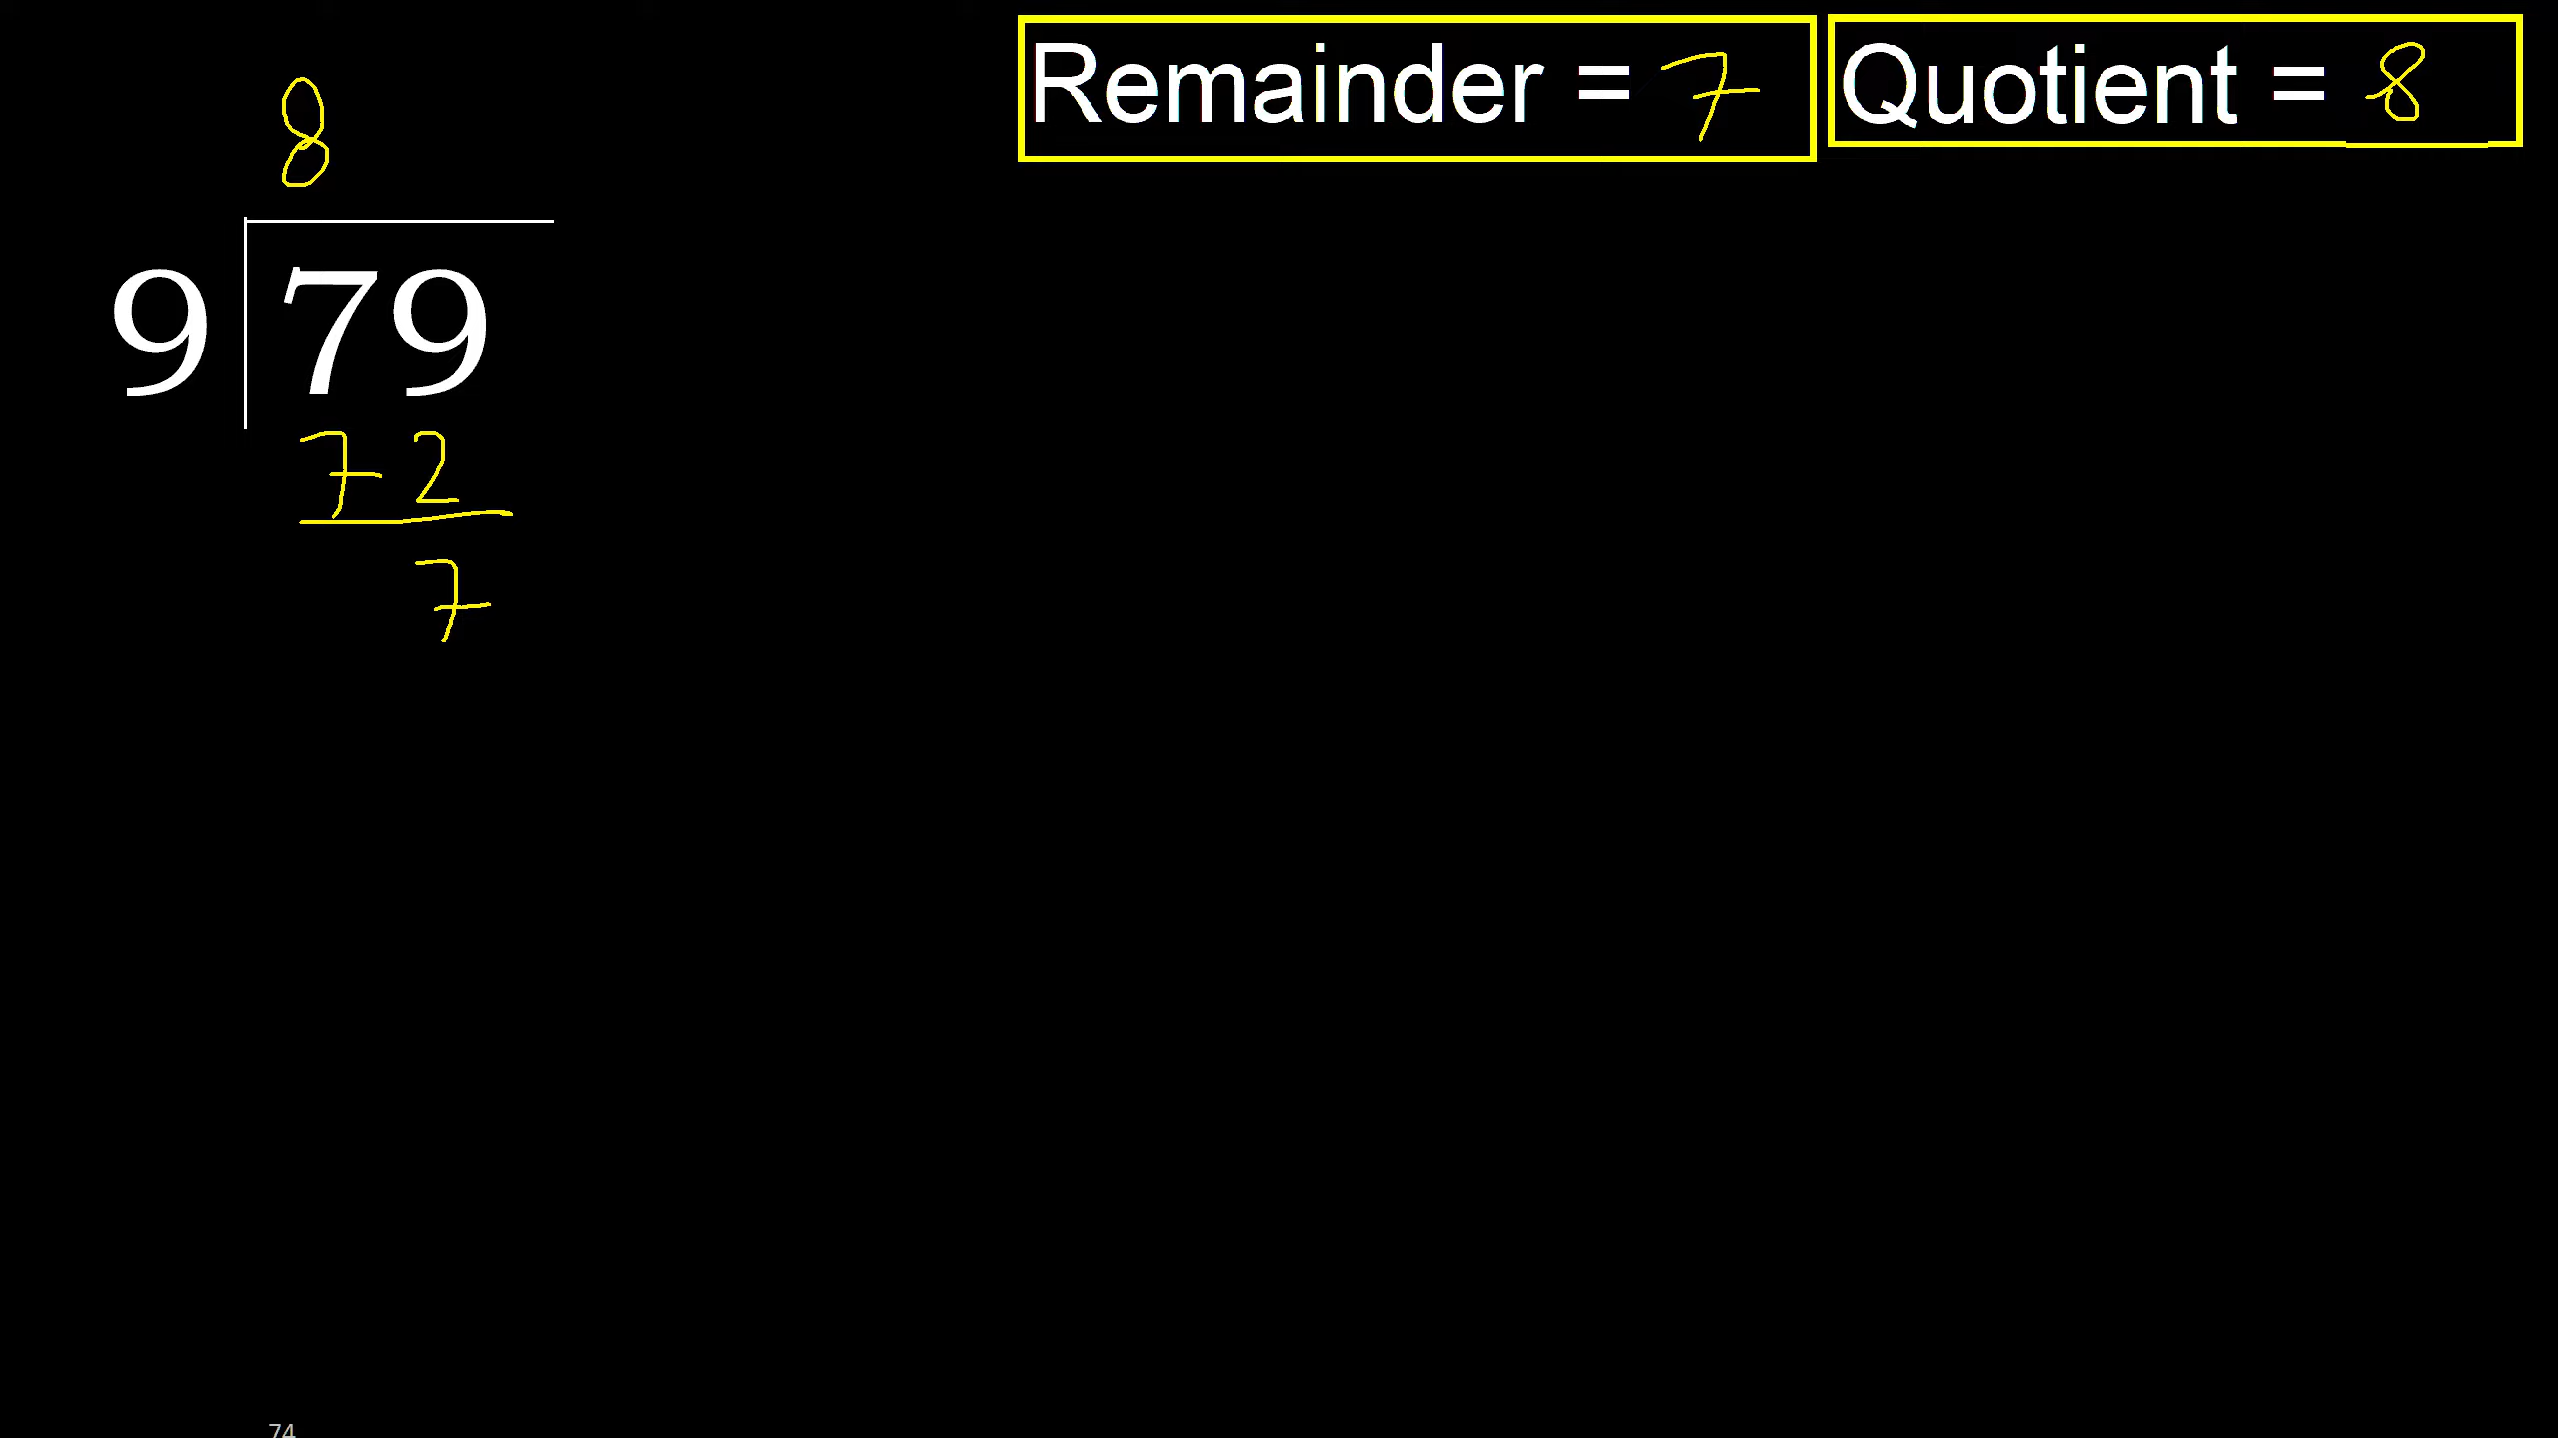 Remainder = 7
Quotient = 8
8
9 79
72
7
74